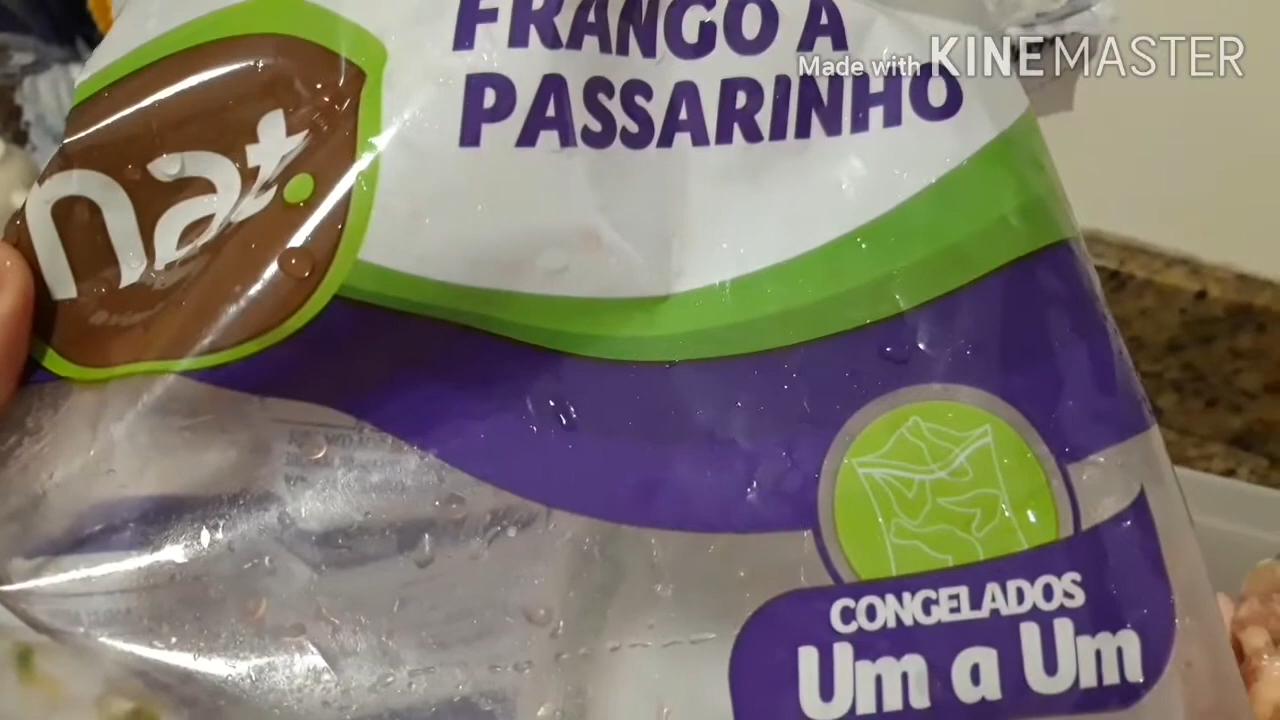 FRANGO A
PASSARINHO
Made with KINEMASTER
nat.
CONGELADOS
Um a Um